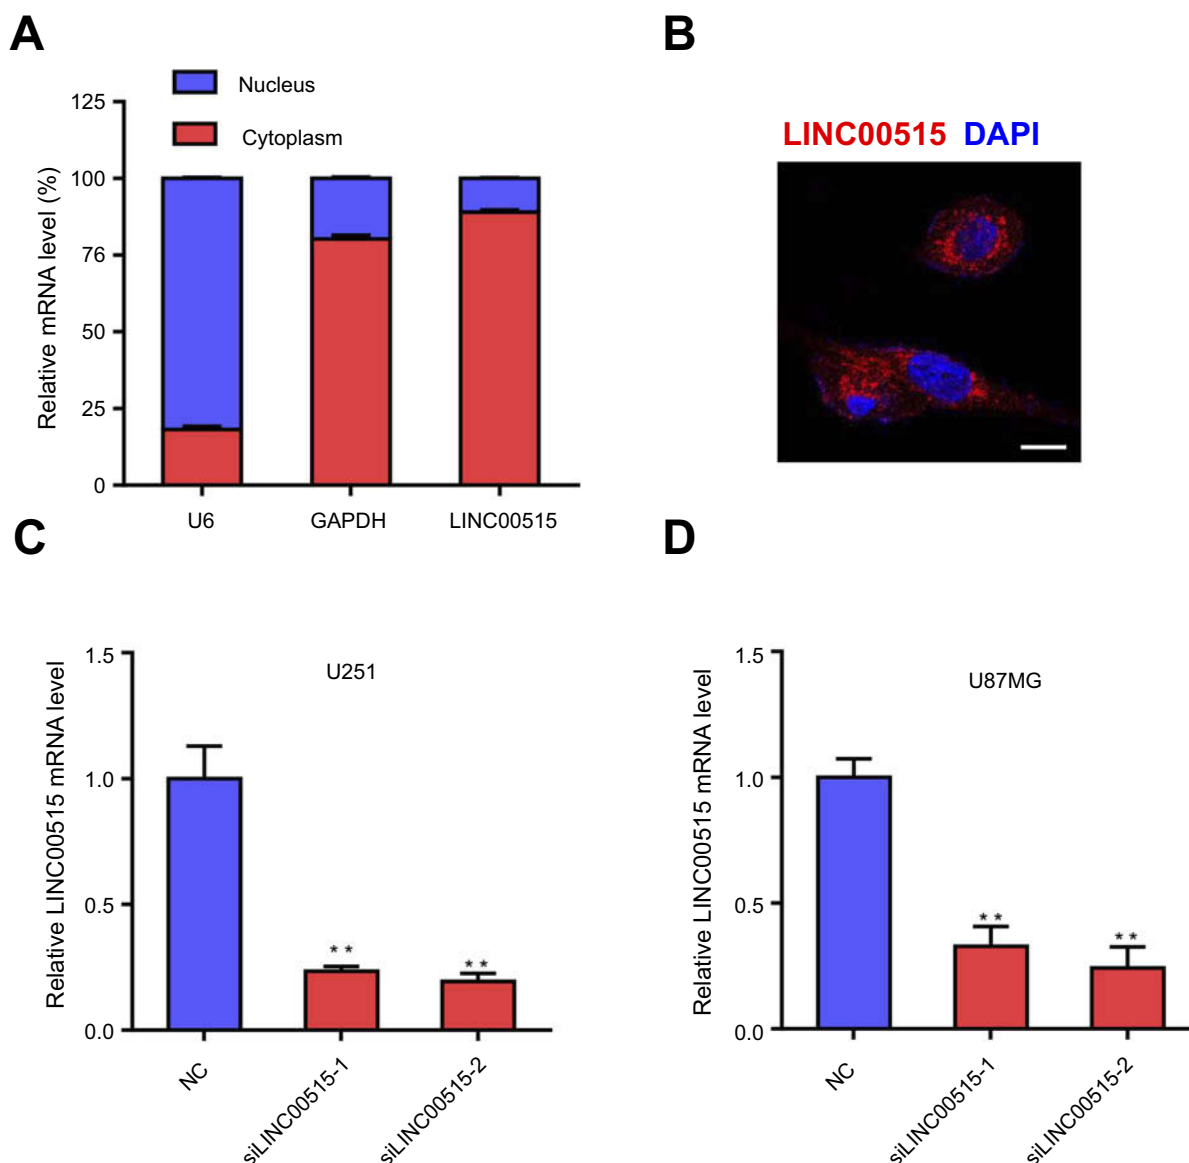 A
Nucleus
Cytoplasm
Relative mRNA level (%)
125
100
76
50
25
0
U6
GAPDH
LINC00515
B
LINC00515 DAPI
C
U251
Relative LINC00515 mRNA level
1.5
1.0
0.5
0.0
* *
* *
NC
siLINC00515-1
siLINC00515-2
D
U87MG
Relative LINC00515 mRNA level
1.5
1.0
0.5
0.0
* *
* *
NC
siLINC00515-1
siLINC00515-2